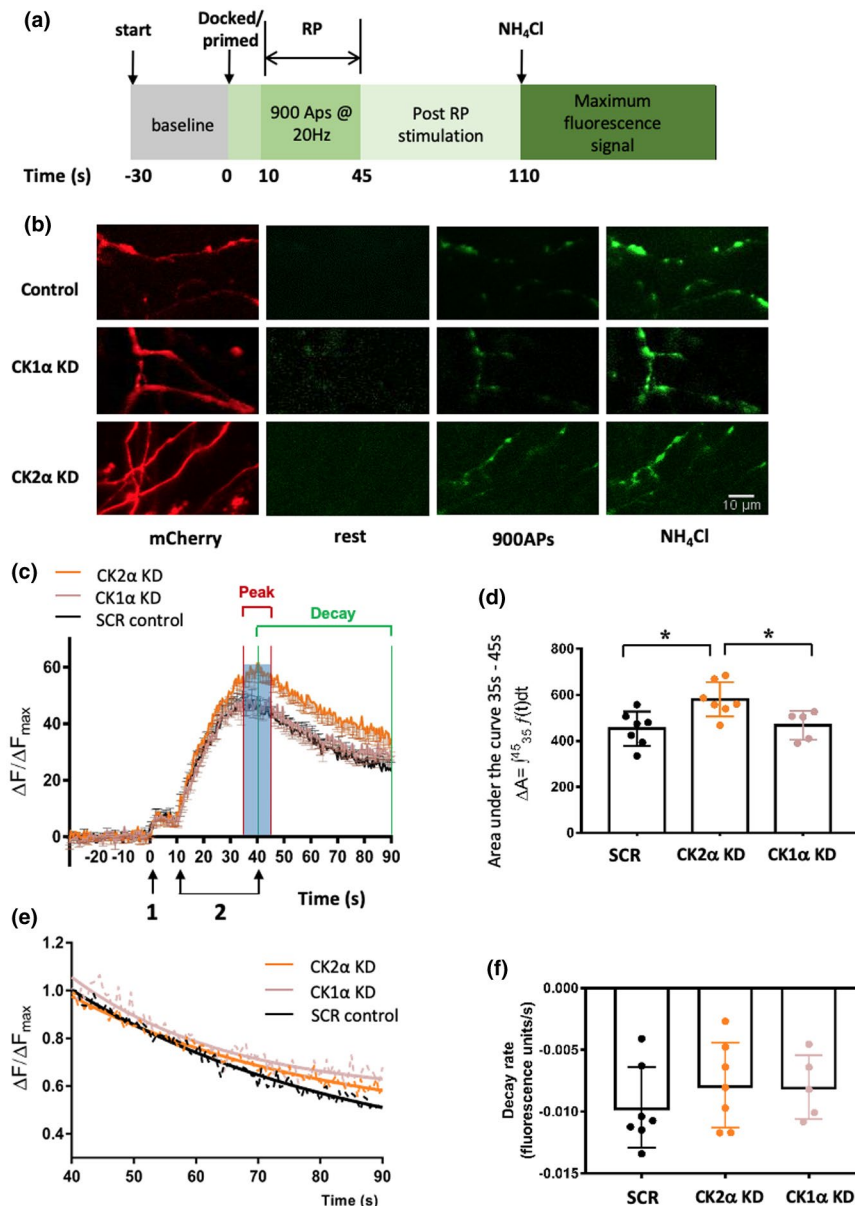 (a)
start
Docked/
primed
RP
NH₄Cl
baseline
900 Aps @
20Hz
Post RP
stimulation
Maximum
fluorescence
signal
Time (s)
-30 0 10 45 110
(b)
Control
CK1α KD
CK2α KD
10 µm
mCherry rest 900APs NH₄Cl
(c)
CK2α KD
CK1α KD
SCR control
Peak
Decay
ΔF/ΔFmax
60
40
20
0
-20 -10 0 10 20 30 40 50 60 70 80 90
1 2 Time (s)
(d)
*
*
Area under the curve 35s - 45s
ΔA= ∫⁴⁵₃₅ f(t)dt
800
600
400
200
0
SCR CK2α KD CK1α KD
(e)
CK2α KD
CK1α KD
SCR control
ΔF/ΔFmax
1.2
1.0
0.8
0.6
0.4
40 50 60 70 80 90
Time (s)
(f)
Decay rate
(fluorescence units/s)
0.000
-0.005
-0.010
-0.015
SCR CK2α KD CK1α KD